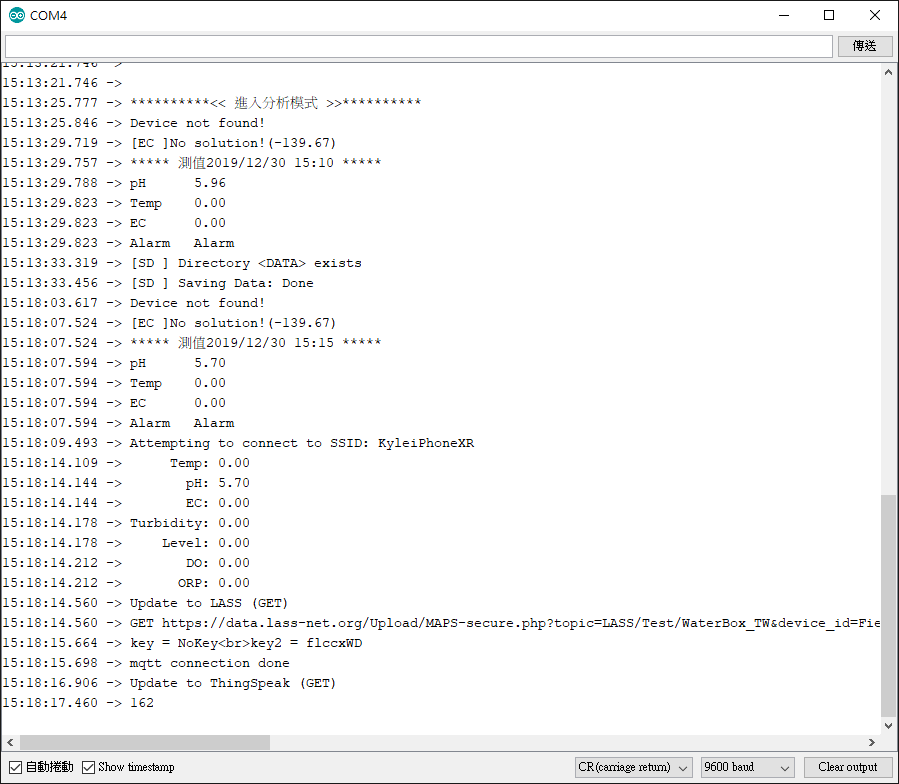 COM4
傳送
15:13:21.746 ->
15:13:21.746 ->
15:13:25.777 -> **********<< 進入分析模式 >>**********
15:13:25.846 -> Device not found!
15:13:29.719 -> [EC ]No solution!(-139.67)
15:13:29.757 -> ***** 測值2019/12/30 15:10 *****
15:13:29.788 -> pH      5.96
15:13:29.823 -> Temp    0.00
15:13:29.823 -> EC      0.00
15:13:29.823 -> Alarm   Alarm
15:13:33.319 -> [SD ] Directory <DATA> exists
15:13:33.456 -> [SD ] Saving Data: Done
15:18:03.617 -> Device not found!
15:18:07.524 -> [EC ]No solution!(-139.67)
15:18:07.524 -> ***** 測值2019/12/30 15:15 *****
15:18:07.594 -> pH      5.70
15:18:07.594 -> Temp    0.00
15:18:07.594 -> EC      0.00
15:18:07.594 -> Alarm   Alarm
15:18:09.493 -> Attempting to connect to SSID: KyleiPhoneXR
15:18:14.109 ->      Temp: 0.00
15:18:14.144 ->        pH: 5.70
15:18:14.144 ->        EC: 0.00
15:18:14.178 -> Turbidity: 0.00
15:18:14.178 ->     Level: 0.00
15:18:14.212 ->        DO: 0.00
15:18:14.212 ->       ORP: 0.00
15:18:14.560 -> Update to LASS (GET)
15:18:14.560 -> GET https://data.lass-net.org/Upload/MAPS-secure.php?topic=LASS/Test/WaterBox_TW&device_id=Fie
15:18:15.664 -> key = NoKey<br>key2 = flccxWD
15:18:15.698 -> mqtt connection done
15:18:16.906 -> Update to ThingSpeak (GET)
15:18:17.460 -> 162
自動捲動 Show timestamp CR(carriage return) 9600 baud Clear output